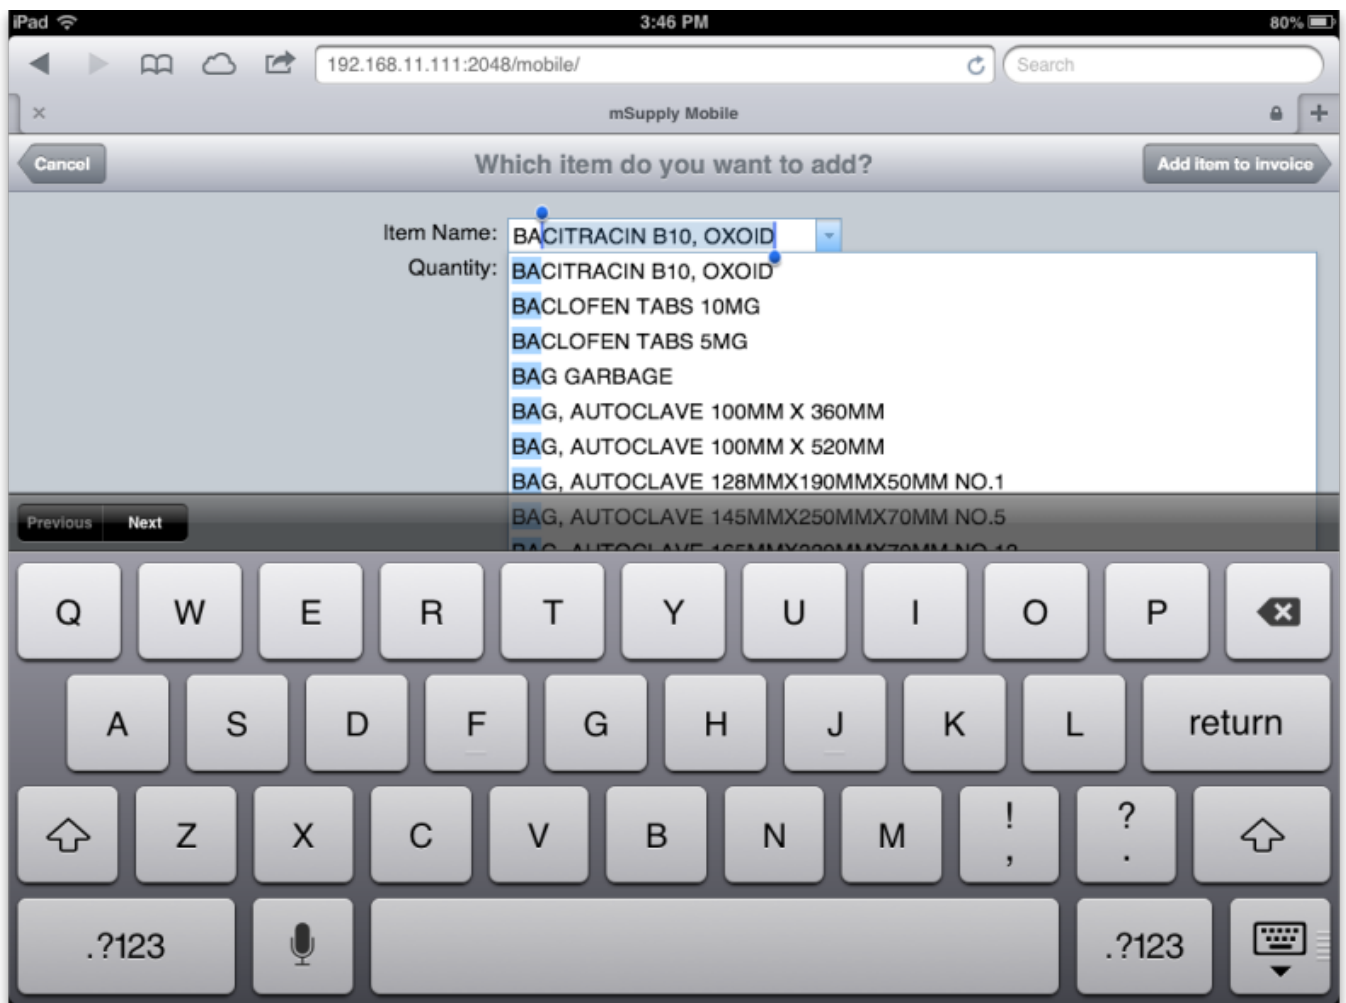 iPad 3:46 PM 80%
192.168.11.111:2048/mobile/ Search
mSupply Mobile
Cancel Which item do you want to add? Add item to invoice
Item Name: BACITRACIN B10, OXOID
Quantity: BACITRACIN B10, OXOID
BACLOFEN TABS 10MG
BACLOFEN TABS 5MG
BAG GARBAGE
BAG, AUTOCLAVE 100MM X 360MM
BAG, AUTOCLAVE 100MM X 520MM
BAG, AUTOCLAVE 128MMX190MMX50MM NO.1
Previous Next BAG, AUTOCLAVE 145MMX250MMX70MM NO.5
BAG, AUTOCLAVE
Q W E R T Y U I O P
A S D F G H J K L return
Z X C V B N M ! , ? .
.?123 .?123